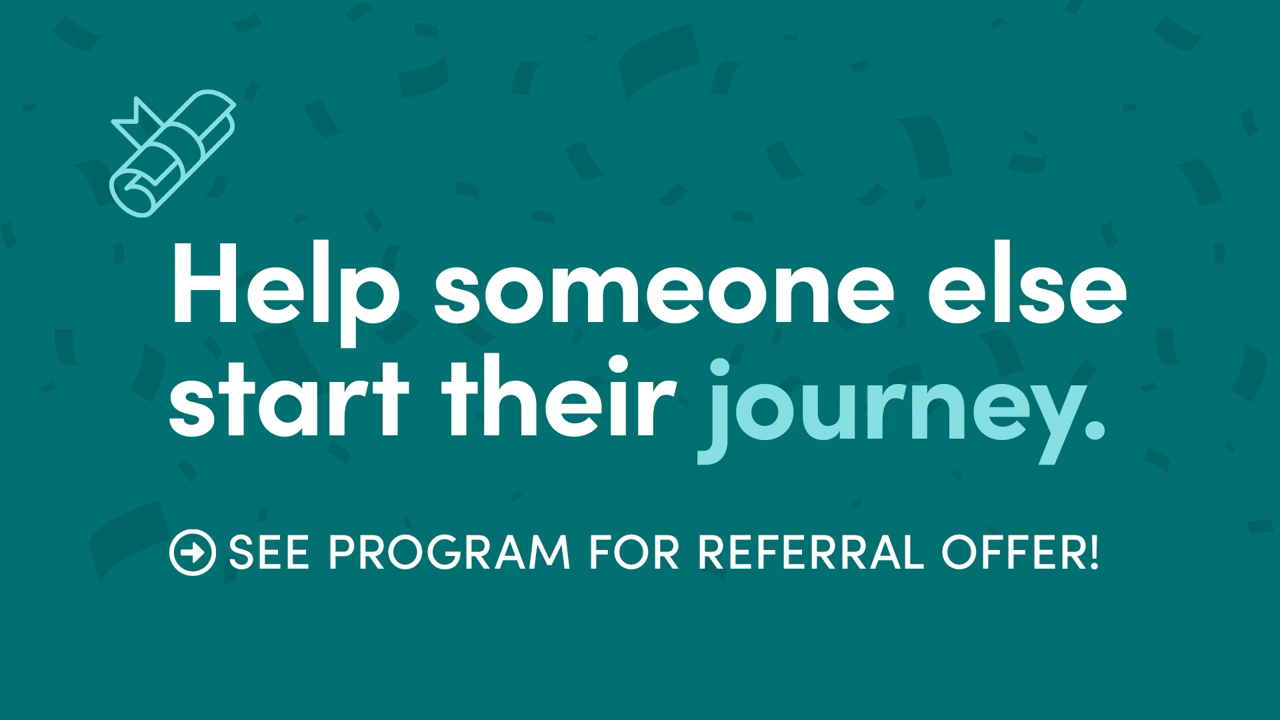 Help someone else
start their journey.
SEE PROGRAM FOR REFERRAL OFFER!